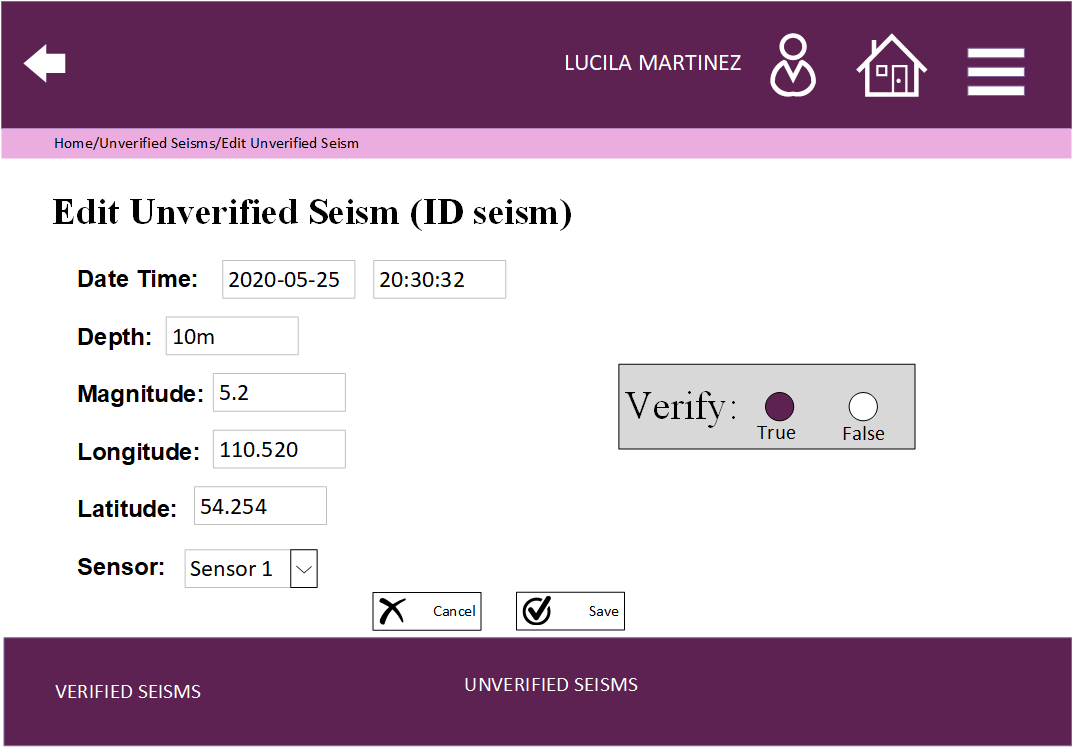 LUCILA MARTINEZ
Home/Unverified Seisms/Edit Unverified Seism
Edit Unverified Seism (ID seism)
Date Time: 2020-05-25 20:30:32
Depth: 10m
Magnitude: 5.2
Longitude: 110.520
Latitude: 54.254
Sensor: Sensor 1
Verify:
True False
Cancel Save
VERIFIED SEISMS UNVERIFIED SEISMS